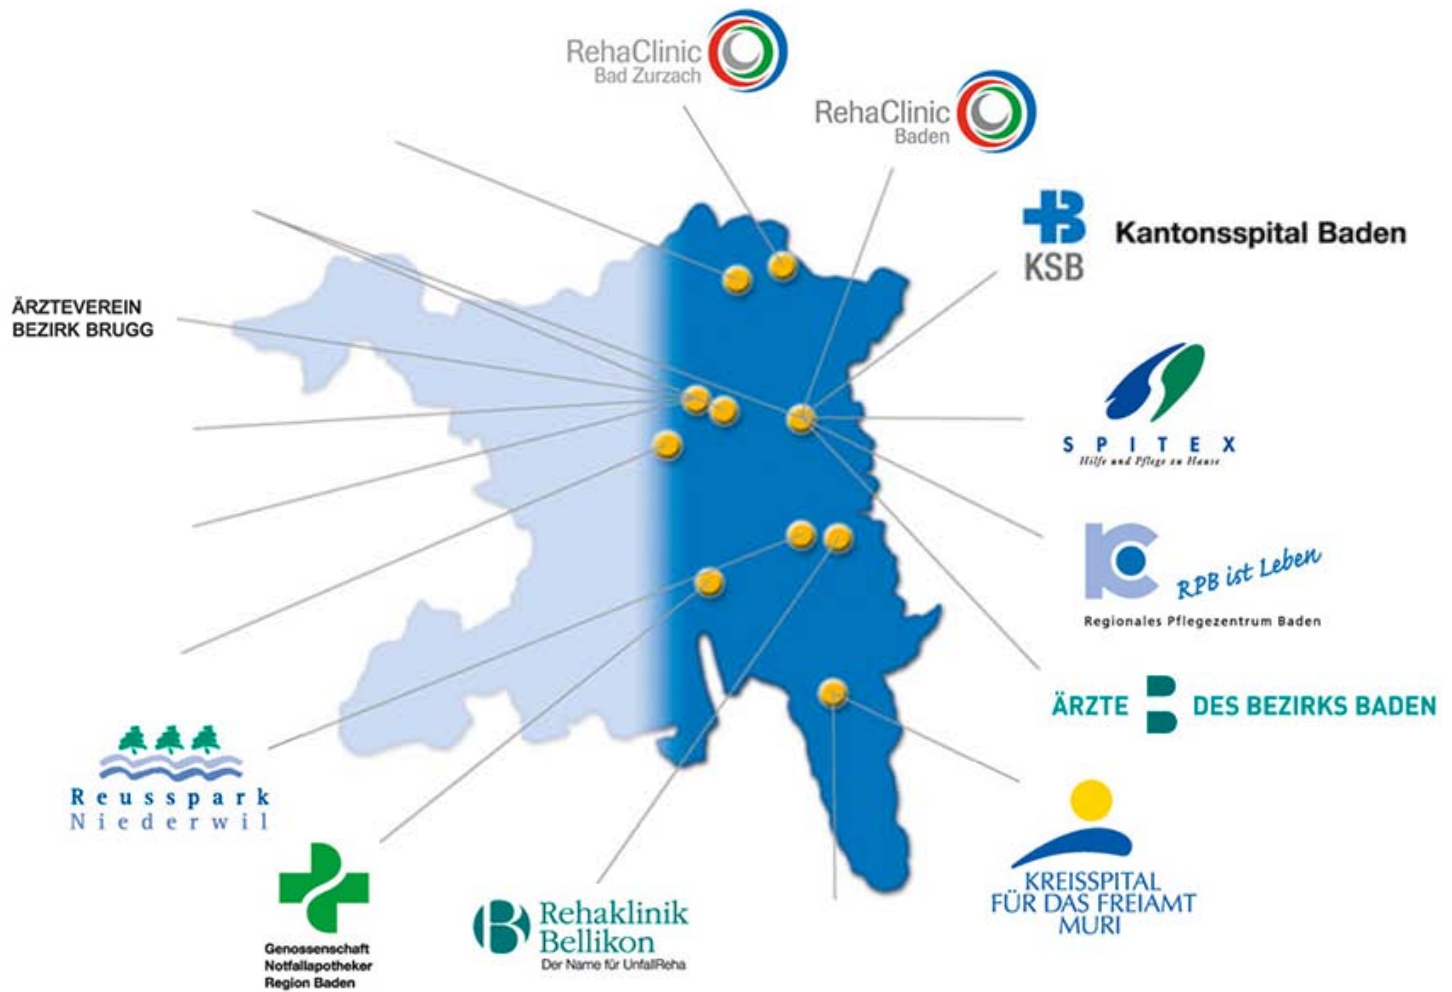 RehaClinic
Bad Zurzach
RehaClinic
Baden
KSB
Kantonsspital Baden
ÄRZTEVEREIN
BEZIRK BRUGG
SPITEX
Hilfe und Pflege zu Hause
RPB ist Leben
Regionales Pflegezentrum Baden
ÄRZTE DES BEZIRKS BADEN
Reusspark
Niederwil
KREISSPITAL
FÜR DAS FREIAMT
MURI
Genossenschaft
Notfallapotheker
Region Baden
Rehaklinik
Bellikon
Der Name für UnfallReha